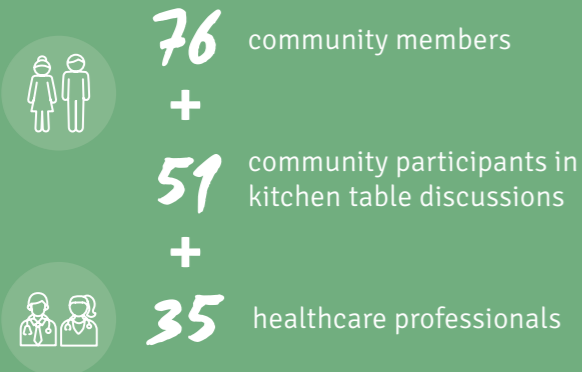 76 community members
+
51 community participants in
kitchen table discussions
+
35 healthcare professionals